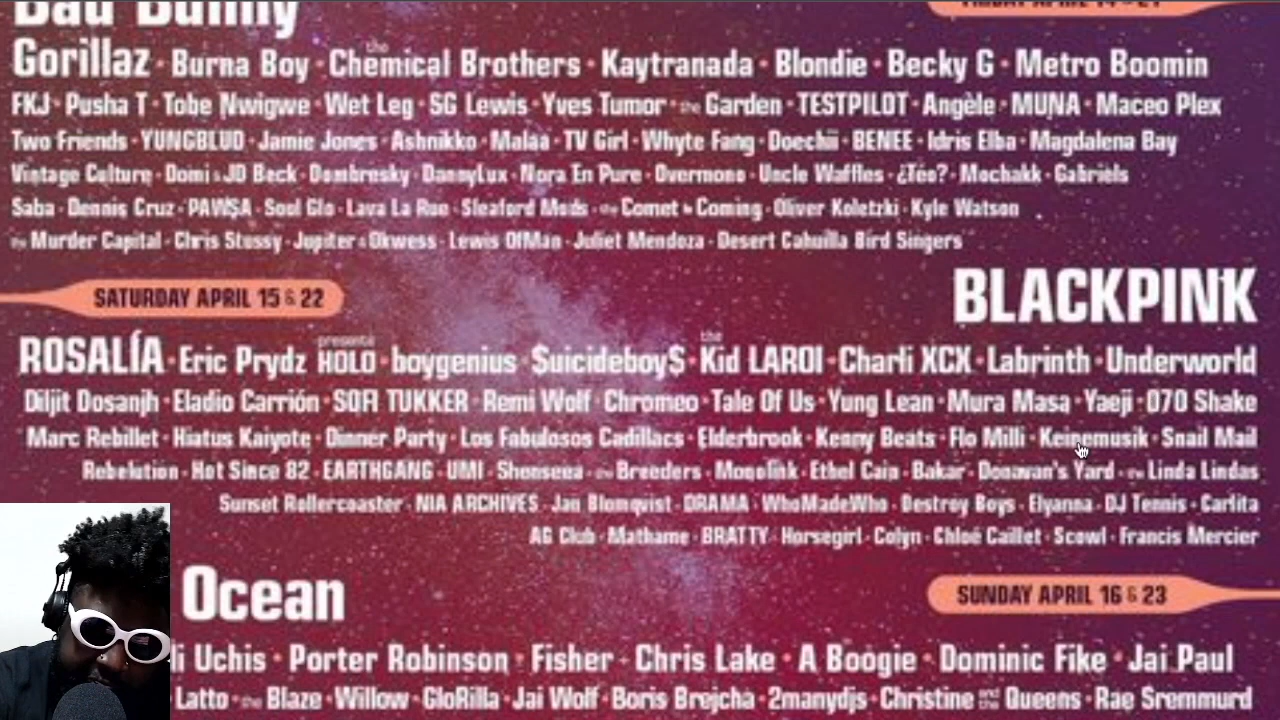 Bad Bunny
FRIDAY APRIL 14 & 21
Gorillaz · Burna Boy · the Chemical Brothers · Kaytranada · Blondie · Becky G · Metro Boomin
FKJ · Pusha T · Tobe Nwigwe · Wet Leg · SG Lewis · Yves Tumor · the Garden · TESTPILOT · Angèle · MUNA · Maceo Plex
Two Friends · YUNGBLUD · Jamie Jones · Ashnikko · Malaa · TV Girl · Whyte Fang · Doechii · BENEE · Idris Elba · Magdalena Bay
Vintage Culture · Domi & JD Beck · Dombresky · DannyLux · Nora En Pure · Overmono · Uncle Waffles · ¿Téo? · Mochakk · Gabriels
Saba · Dennis Cruz · PAWSA · Soul Glo · Lava La Rue · Sleaford Mods · the Comet is Coming · Oliver Koletzki · Kyle Watson
the Murder Capital · Chris Stussy · Jupiter & Okwess · Lewis OfMan · Juliet Mendoza · Desert Cahuilla Bird Singers
SATURDAY APRIL 15 & 22
BLACKPINK
ROSALÍA · Eric Prydz presents HOLO · boygenius · $uicideboy$ · the Kid LAROI · Charli XCX · Labrinth · Underworld
Diljit Dosanjh · Eladio Carrión · SOFI TUKKER · Remi Wolf · Chromeo · Tale Of Us · Yung Lean · Mura Masa · Yaeji · 070 Shake
Marc Rebillet · Hiatus Kaiyote · Dinner Party · Los Fabulosos Cadillacs · Elderbrook · Kenny Beats · Flo Milli · Keinemusik · Snail Mail
Rebelution · Hot Since 82 · EARTHGANG · UMI · Shenseea · the Breeders · Monolink · Ethel Cain · Bakar · Donavan's Yard · the Linda Lindas
Sunset Rollercoaster · NIA ARCHIVES · Jan Blomqvist · DRAMA · WhoMadeWho · Destroy Boys · Elyanna · DJ Tennis · Carlita
AG Club · Mathame · BRATTY · Horsegirl · Colyn · Chloé Caillet · Scowl · Francis Mercier
Ocean
SUNDAY APRIL 16 & 23
i Uchis · Porter Robinson · Fisher · Chris Lake · A Boogie · Dominic Fike · Jai Paul
Latto · the Blaze · Willow · GloRilla · Jai Wolf · Boris Brejcha · 2manydjs · Christine and the Queens · Rae Sremmurd